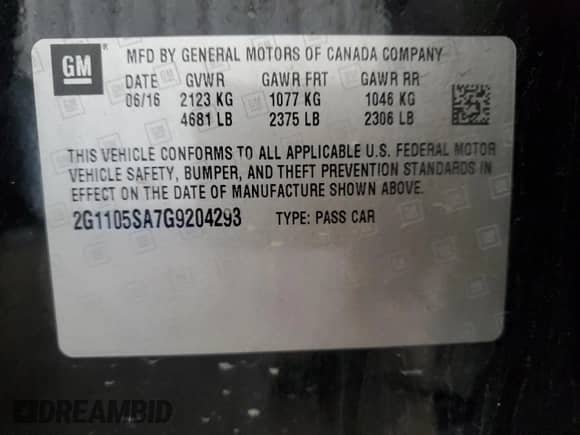 GM ® MFD BY GENERAL MOTORS OF CANADA COMPANY
DATE GVWR GAWR FRT GAWR RR
06/16 2123 KG 1077 KG 1046 KG
4681 LB 2375 LB 2306 LB
THIS VEHICLE CONFORMS TO ALL APPLICABLE U.S. FEDERAL MOTOR
VEHICLE SAFETY, BUMPER, AND THEFT PREVENTION STANDARDS IN
EFFECT ON THE DATE OF MANUFACTURE SHOWN ABOVE.
2G1105SA7G9204293 TYPE: PASS CAR
DREAMBID